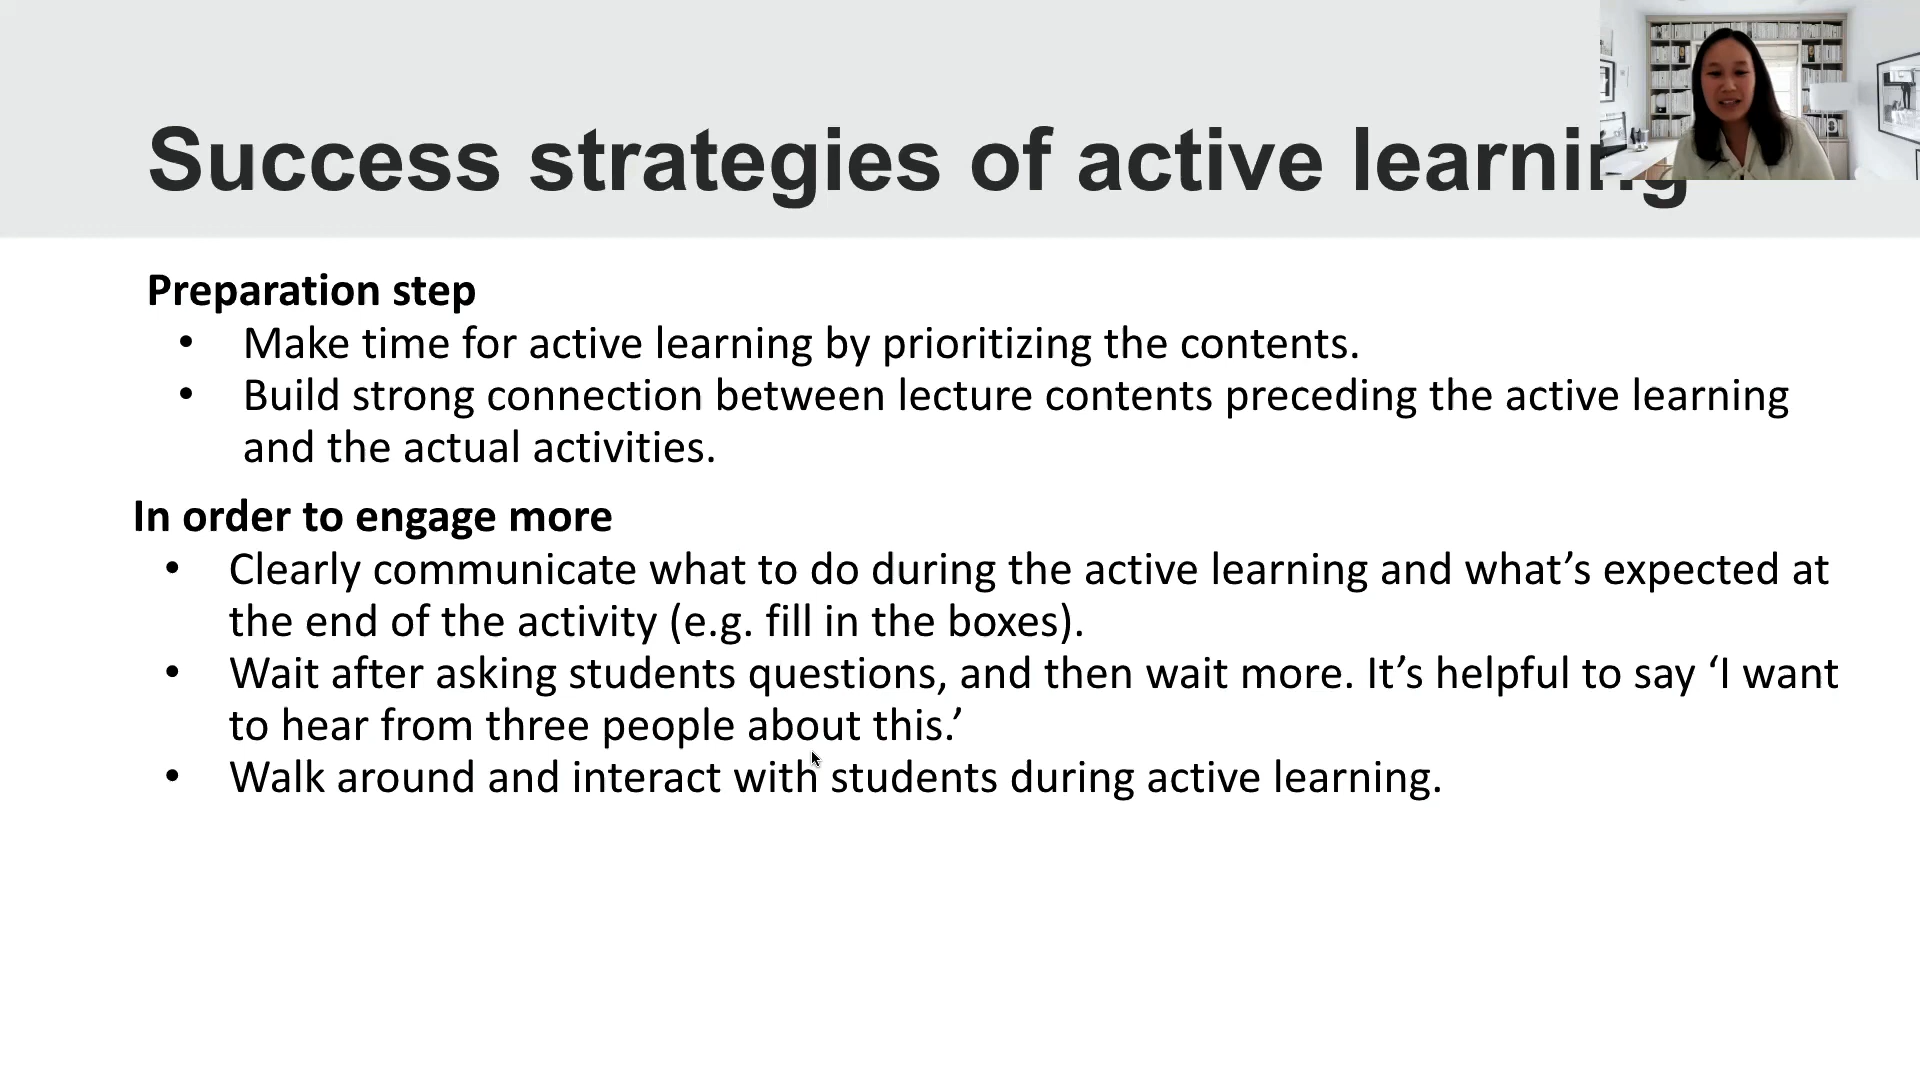 Success strategies of active learning
Preparation step
• Make time for active learning by prioritizing the contents.
• Build strong connection between lecture contents preceding the active learning
and the actual activities.
In order to engage more
• Clearly communicate what to do during the active learning and what’s expected at
the end of the activity (e.g. fill in the boxes).
• Wait after asking students questions, and then wait more. It’s helpful to say ‘I want
to hear from three people about this.’
• Walk around and interact with students during active learning.